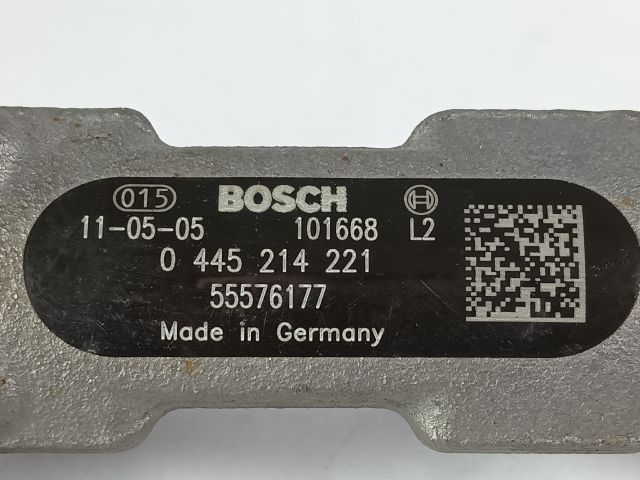 015 BOSCH
11-05-05 101668 L2
0 445 214 221
55576177
Made in Germany